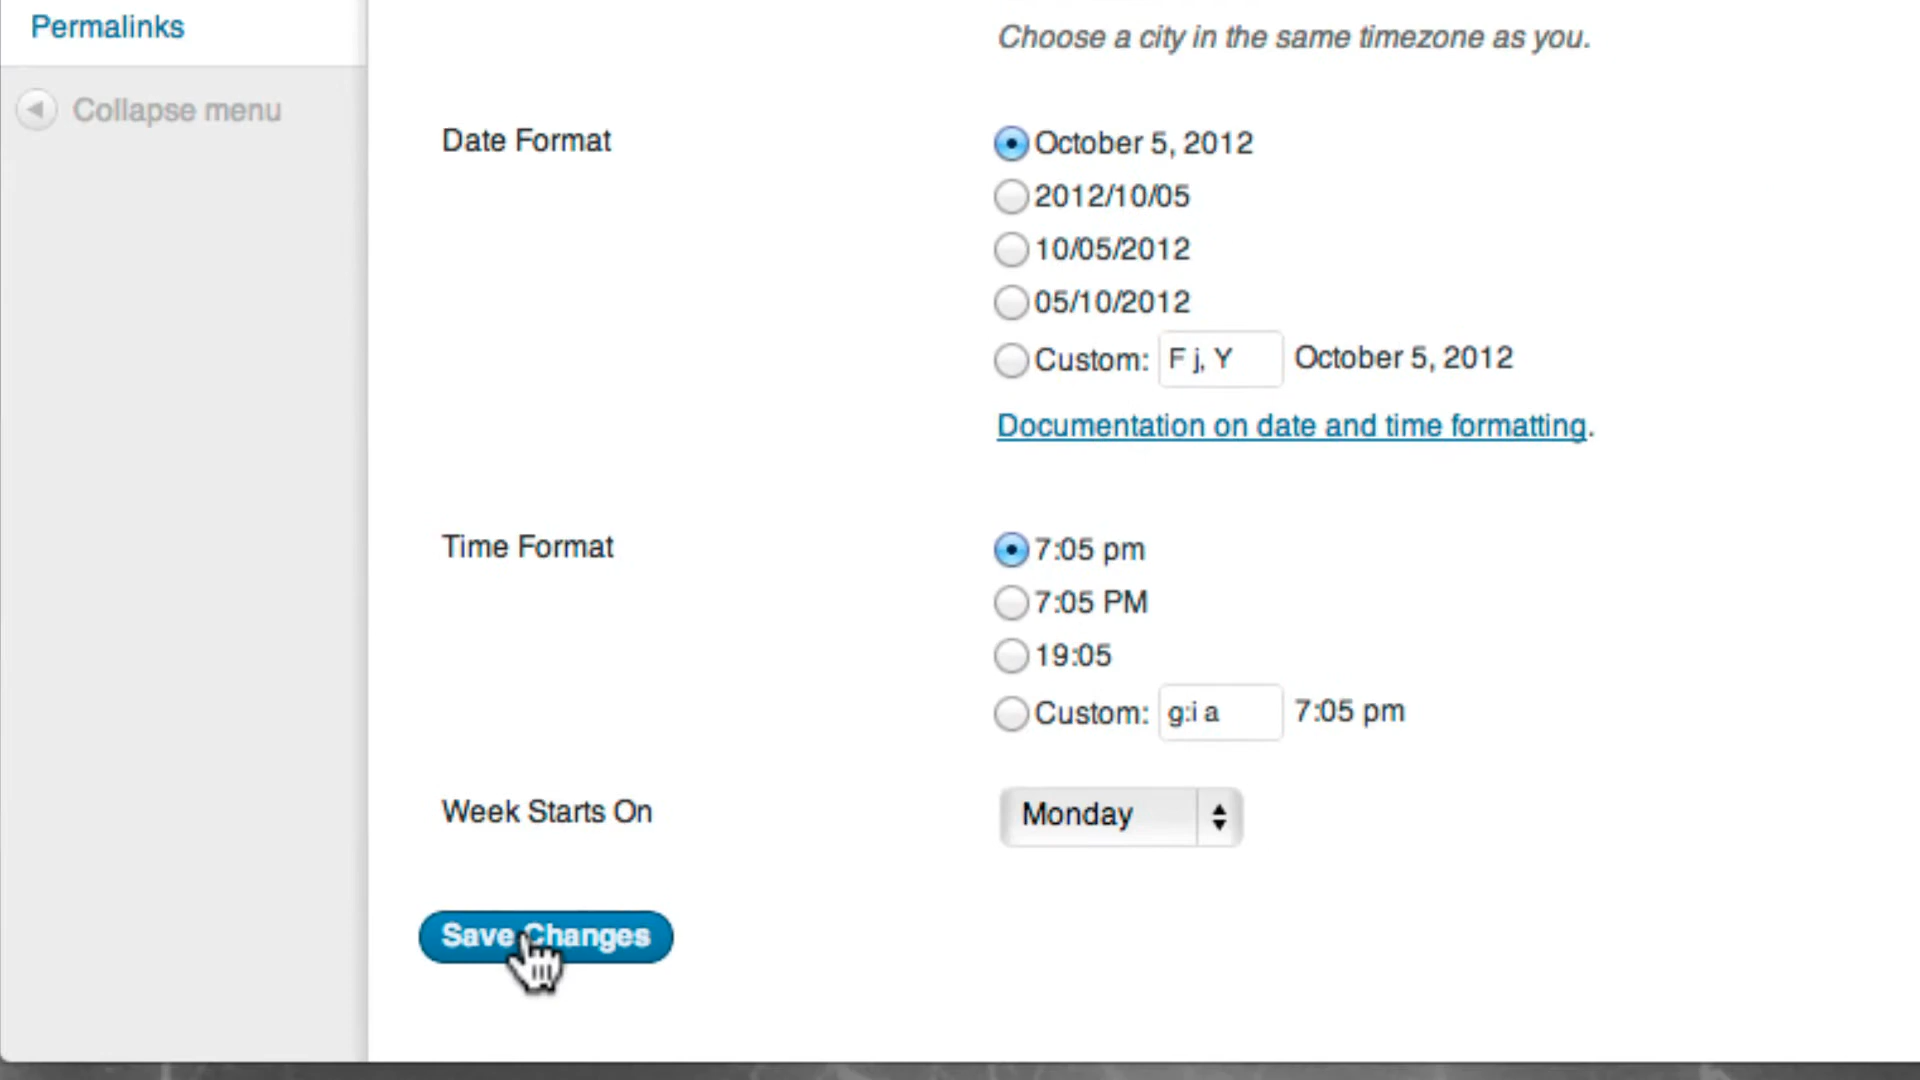 Permalinks
Collapse menu
Choose a city in the same timezone as you.
Date Format
October 5, 2012
2012/10/05
10/05/2012
05/10/2012
Custom: F j, Y October 5, 2012
Documentation on date and time formatting.
Time Format
7:05 pm
7:05 PM
19:05
Custom: g:i a 7:05 pm
Week Starts On
Monday
Save Changes